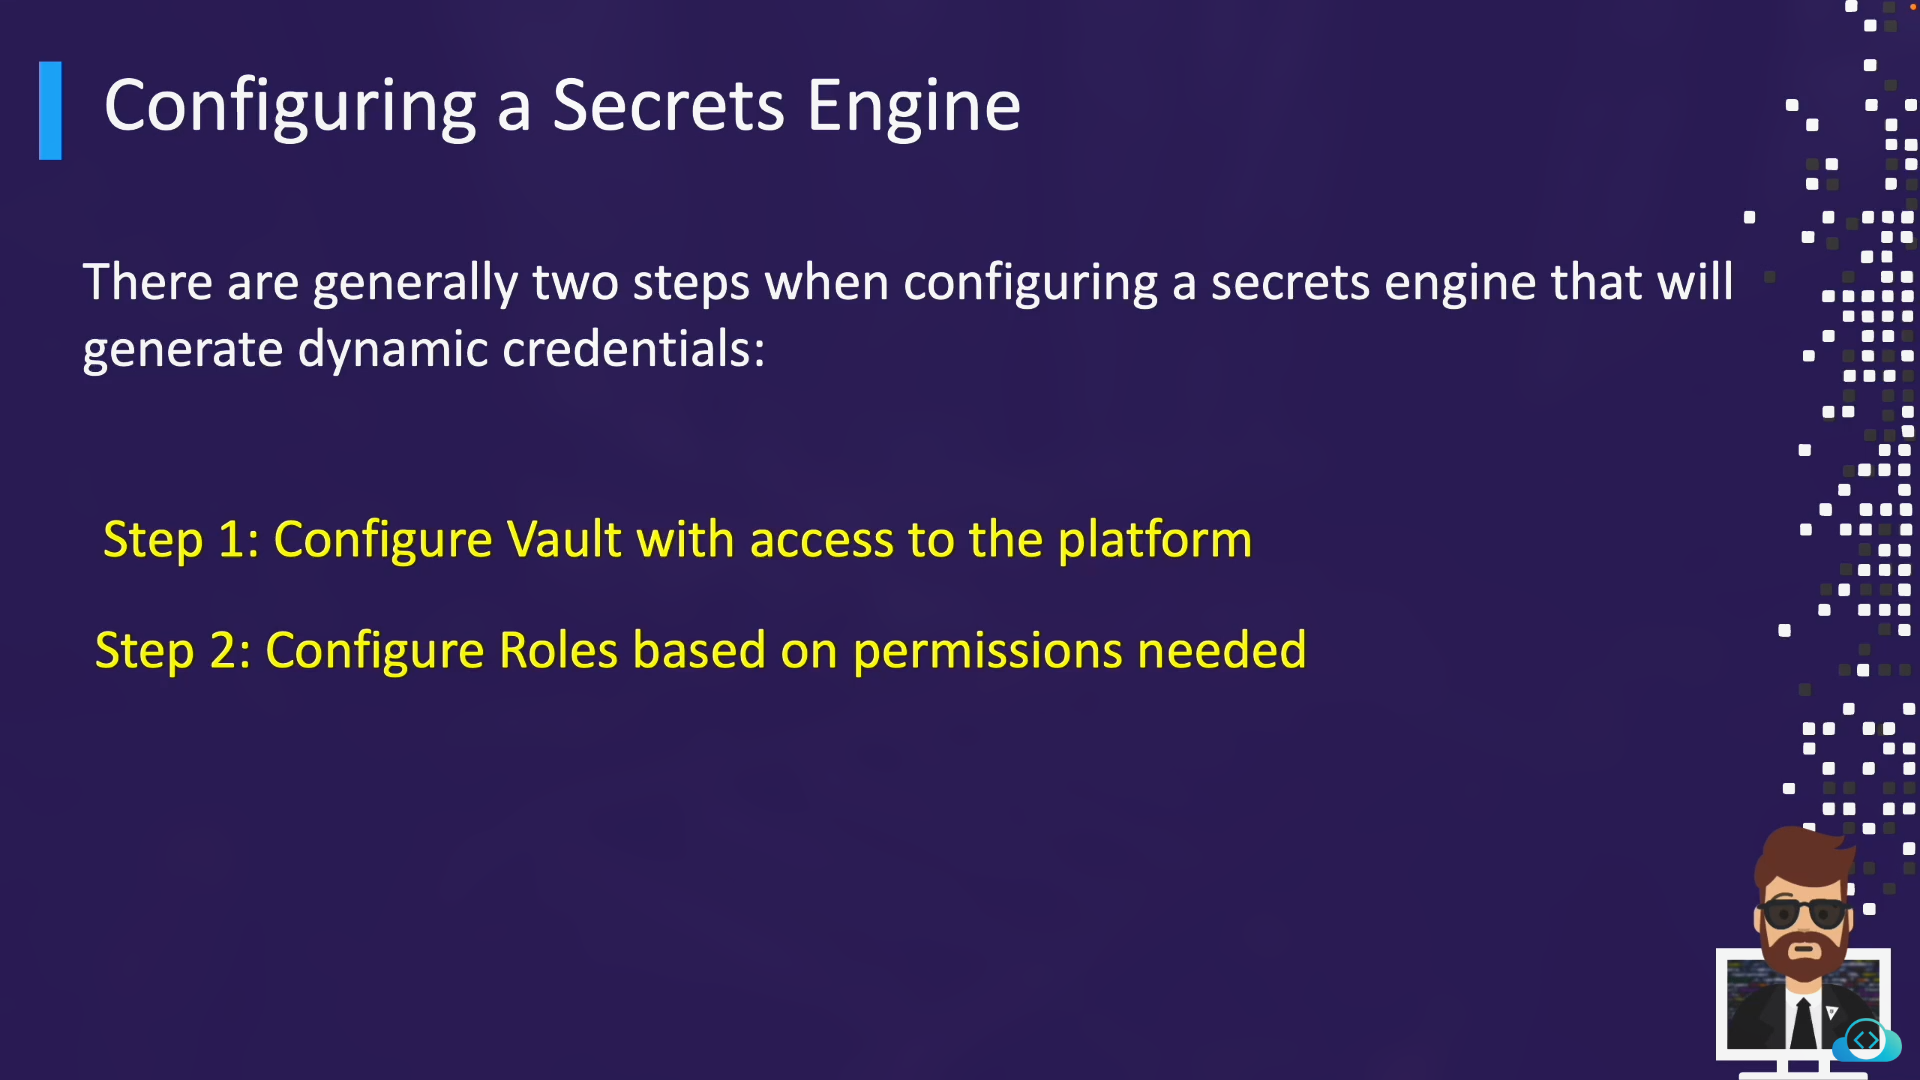 Configuring a Secrets Engine
There are generally two steps when configuring a secrets engine that will
generate dynamic credentials:
Step 1: Configure Vault with access to the platform
Step 2: Configure Roles based on permissions needed